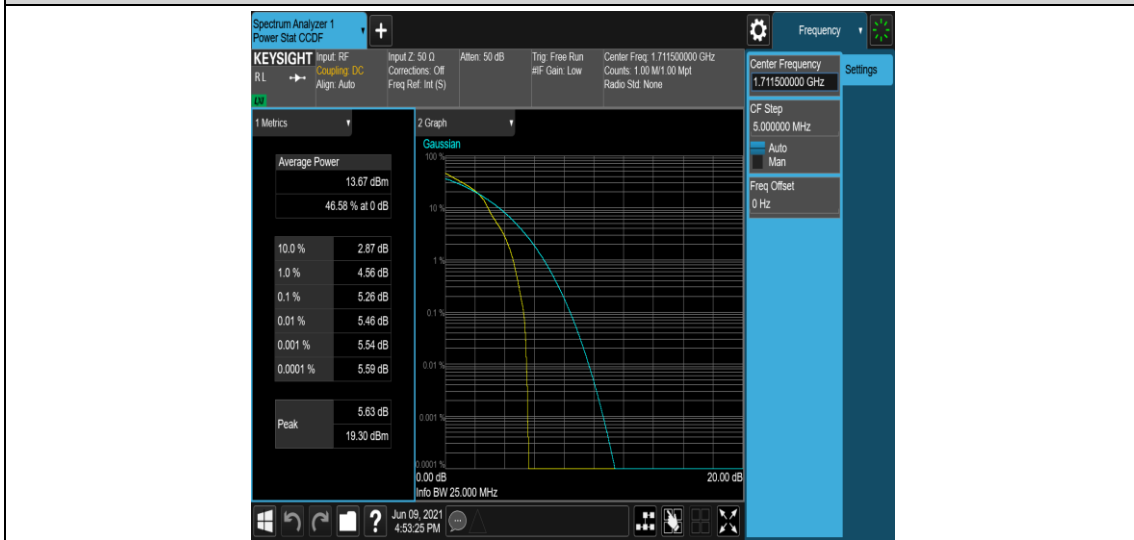 Spectrum Analyzer 1
Power Stat CCDF
+
Frequency
KEYSIGHT
RL
LXI
Input: RF
Coupling: DC
Align: Auto
Input Z: 50 Ω
Corrections: Off
Freq Ref: Int (S)
Atten: 50 dB
Trig: Free Run
#IF Gain: Low
Center Freq: 1.711500000 GHz
Counts: 1.00 M/1.00 Mpt
Radio Std: None
Center Frequency
1.711500000 GHz
Settings
CF Step
5.000000 MHz
Auto
Man
Freq Offset
0 Hz
1 Metrics
Average Power
13.67 dBm
46.58 % at 0 dB
10.0 % 2.87 dB
1.0 % 4.56 dB
0.1 % 5.26 dB
0.01 % 5.46 dB
0.001 % 5.54 dB
0.0001 % 5.59 dB
Peak
5.63 dB
19.30 dBm
2 Graph
Gaussian
100 %
10 %
1 %
0.1 %
0.01 %
0.001 %
0.0001 %
0.00 dB 20.00 dB
Info BW 25.000 MHz
?
Jun 09, 2021
4:53:25 PM